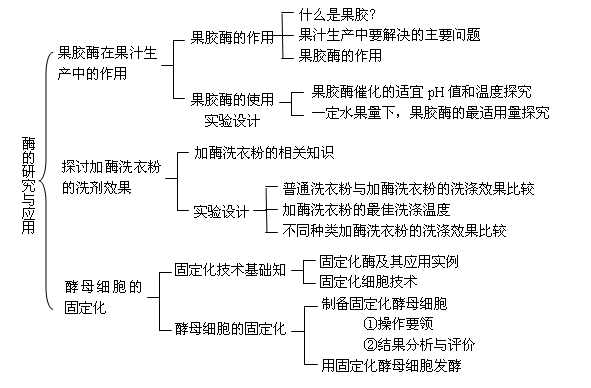 酶的研究与应用
果胶酶在果汁生
产中的作用
果胶酶的作用
什么是果胶？
果汁生产中要解决的主要问题
果胶酶的作用
果胶酶的使用
实验设计
果胶酶催化的适宜 pH 值和温度探究
一定水果量下，果胶酶的最适用量探究
探讨加酶洗衣粉
的洗剂效果
加酶洗衣粉的相关知识
实验设计
普通洗衣粉与加酶洗衣粉的洗涤效果比较
加酶洗衣粉的最佳洗涤温度
不同种类加酶洗衣粉的洗涤效果比较
酵母细胞的
固定化
固定化技术基础知
固定化酶及其应用实例
固定化细胞技术
酵母细胞的固定化
制备固定化酵母细胞
①操作要领
②结果分析与评价
用固定化酵母细胞发酵